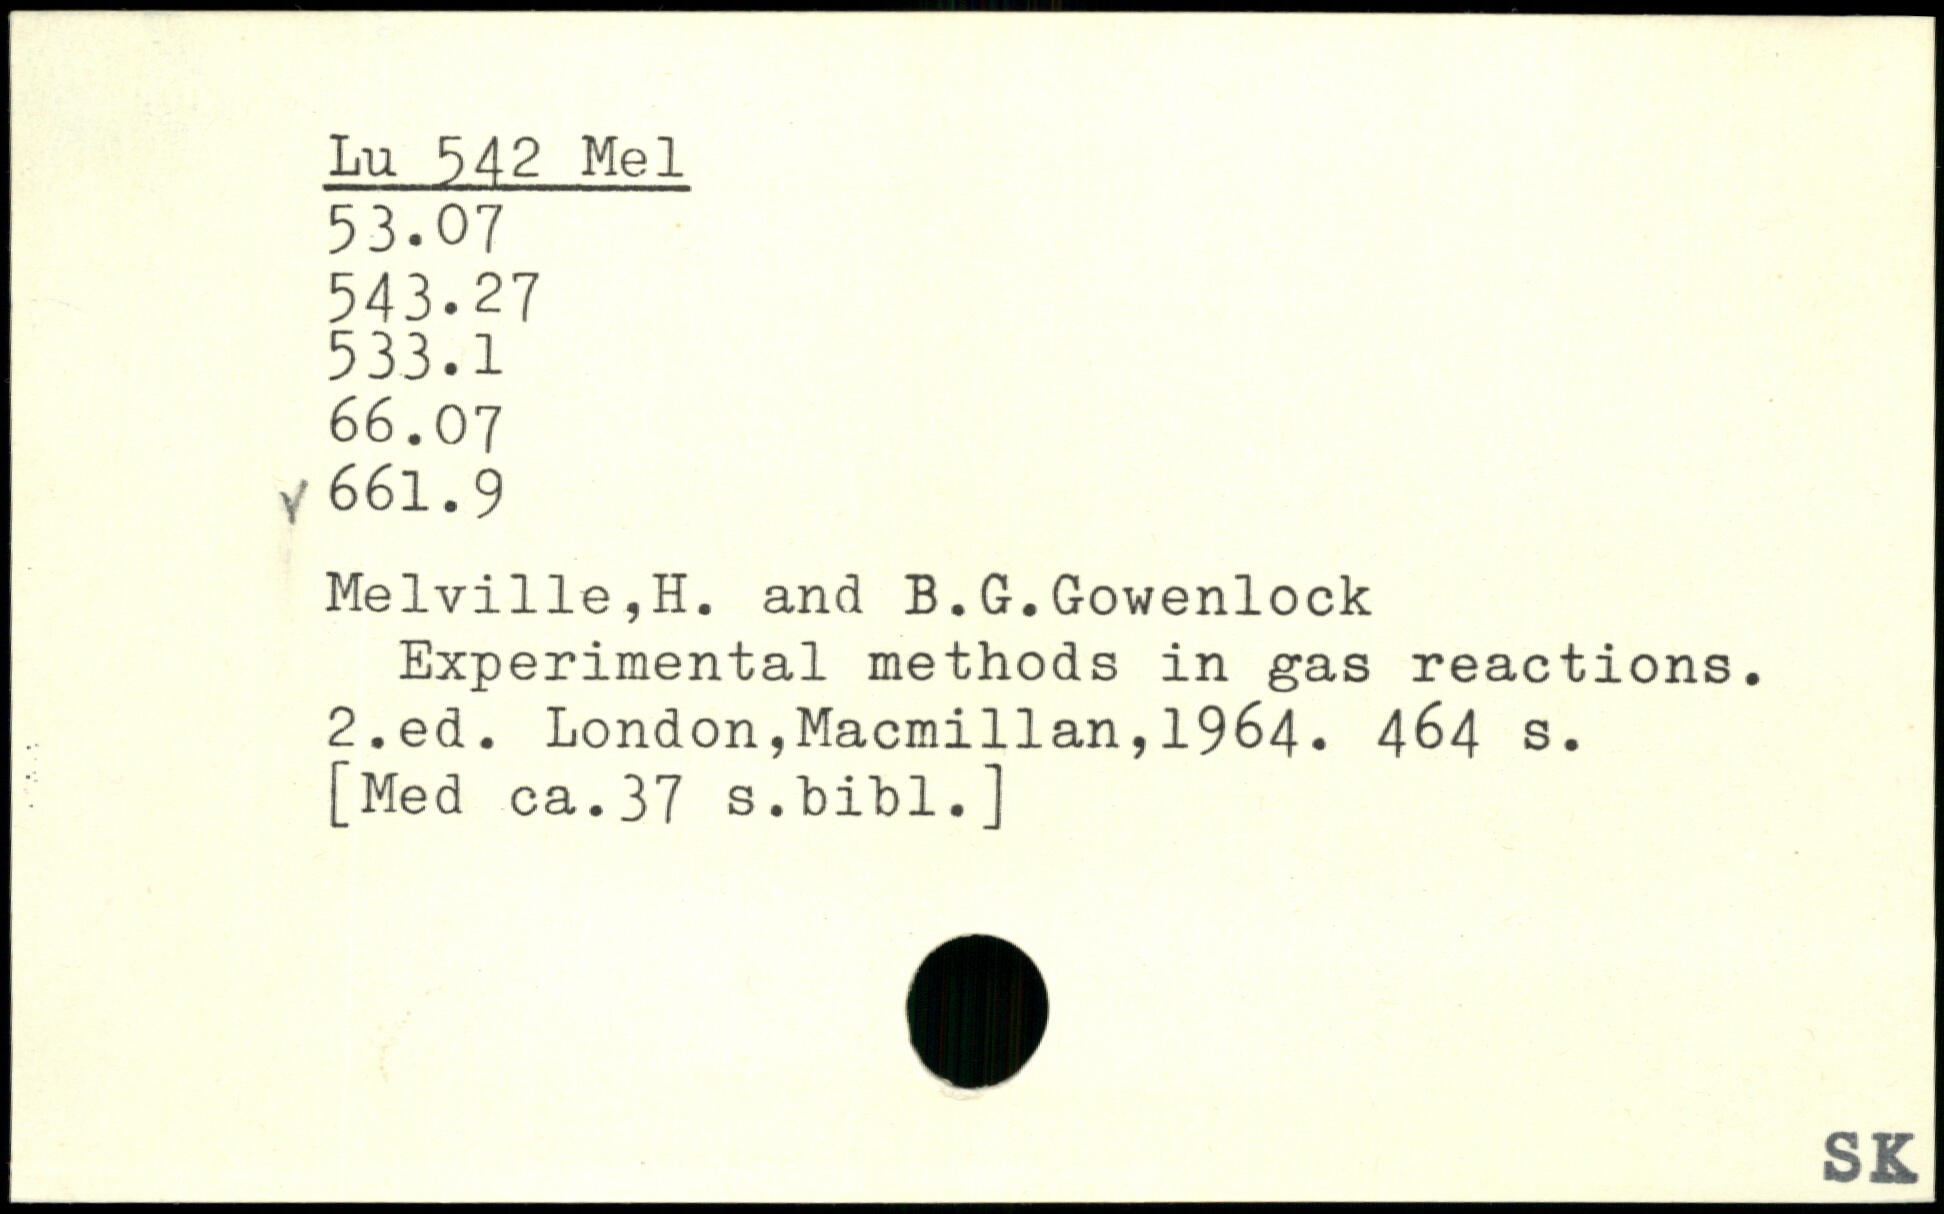 Lu 542 Mel
53.07
543.27
533.1
66.07
✓ 661.9
Melville,H. and B.G.Gowenlock
Experimental methods in gas reactions.
2.ed. London,Macmillan,1964. 464 s.
[Med ca.37 s.bibl.]
SK